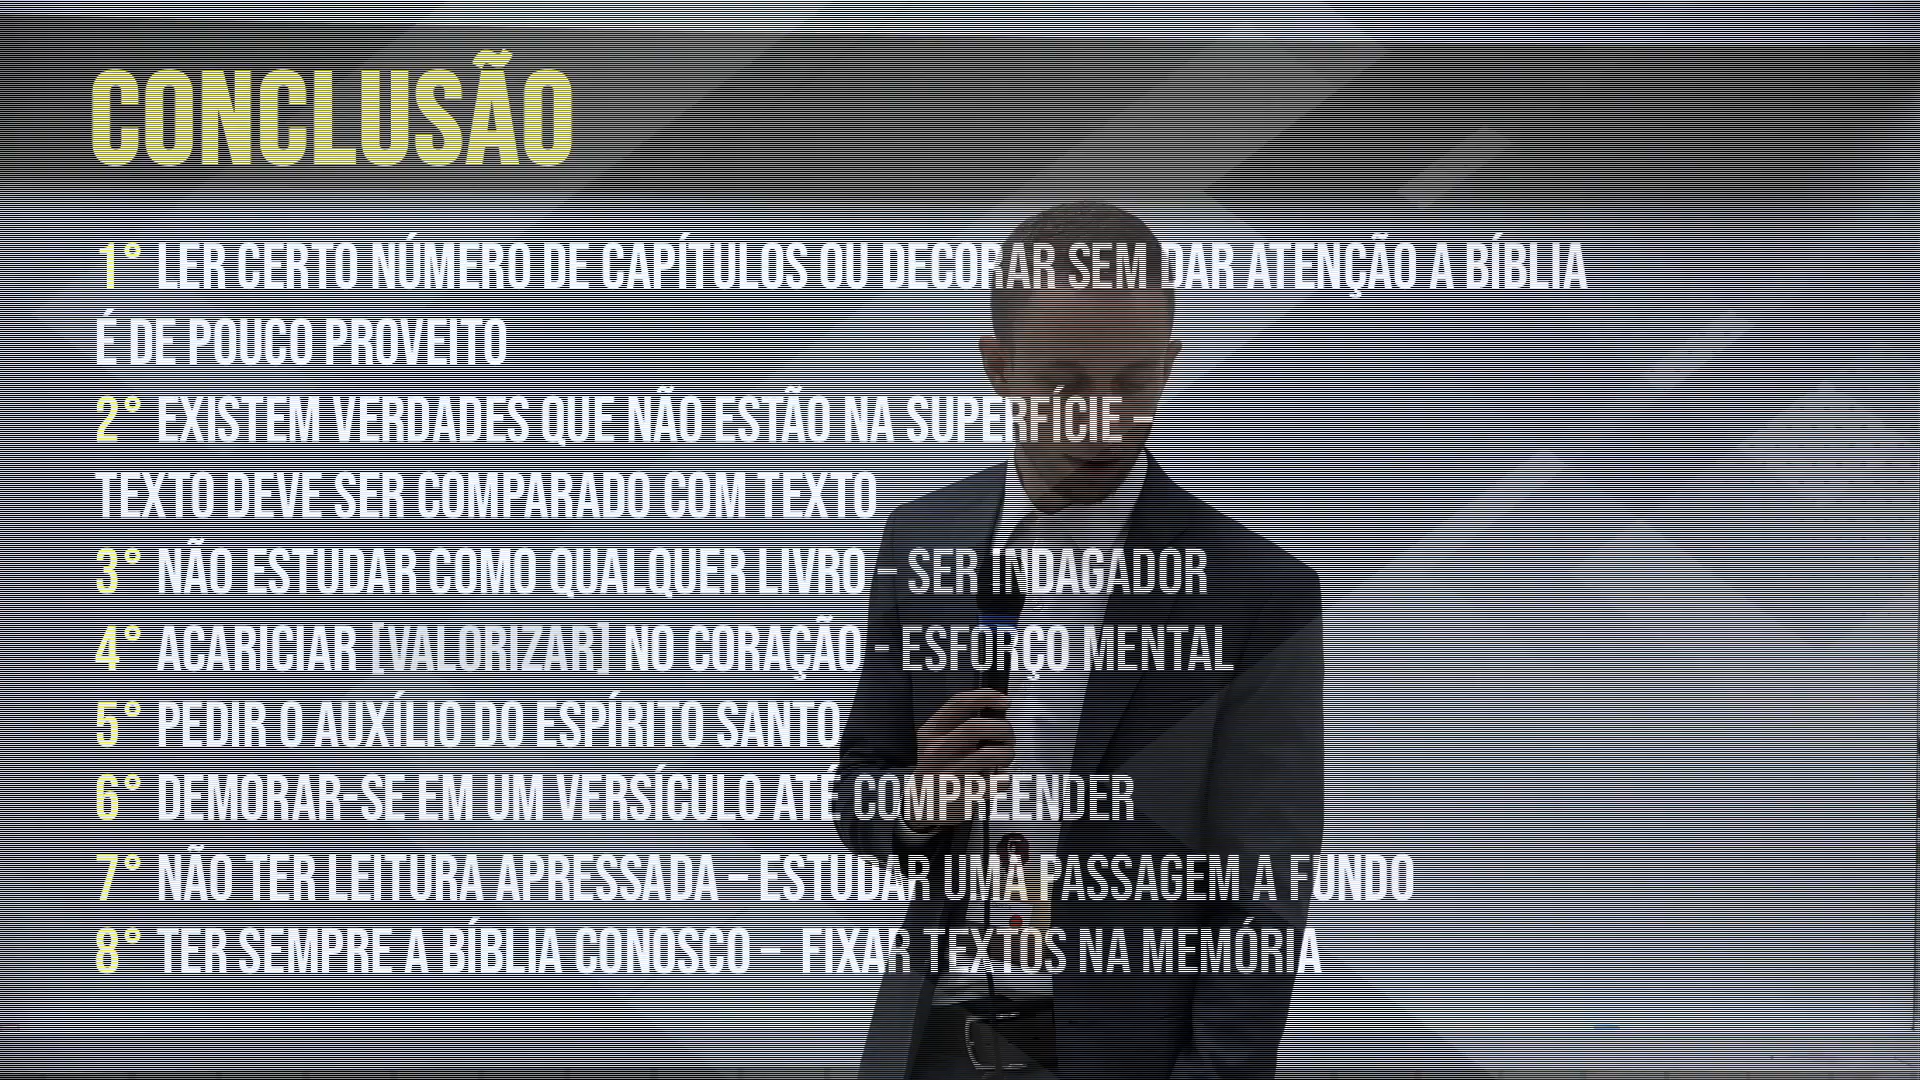 CONCLUSÃO
1° LER CERTO NÚMERO DE CAPÍTULOS OU DECORAR SEM DAR ATENÇÃO A BÍBLIA
É DE POUCO PROVEITO
2° EXISTEM VERDADES QUE NÃO ESTÃO NA SUPERFÍCIE –
TEXTO DEVE SER COMPARADO COM TEXTO
3° NÃO ESTUDAR COMO QUALQUER LIVRO – SER INDAGADOR
4° ACARICIAR [VALORIZAR] NO CORAÇÃO - ESFORÇO MENTAL
5° PEDIR O AUXÍLIO DO ESPÍRITO SANTO
6° DEMORAR-SE EM UM VERSÍCULO ATÉ COMPREENDER
7° NÃO TER LEITURA APRESSADA – ESTUDAR UMA PASSAGEM A FUNDO
8° TER SEMPRE A BÍBLIA CONOSCO - FIXAR TEXTOS NA MEMÓRIA